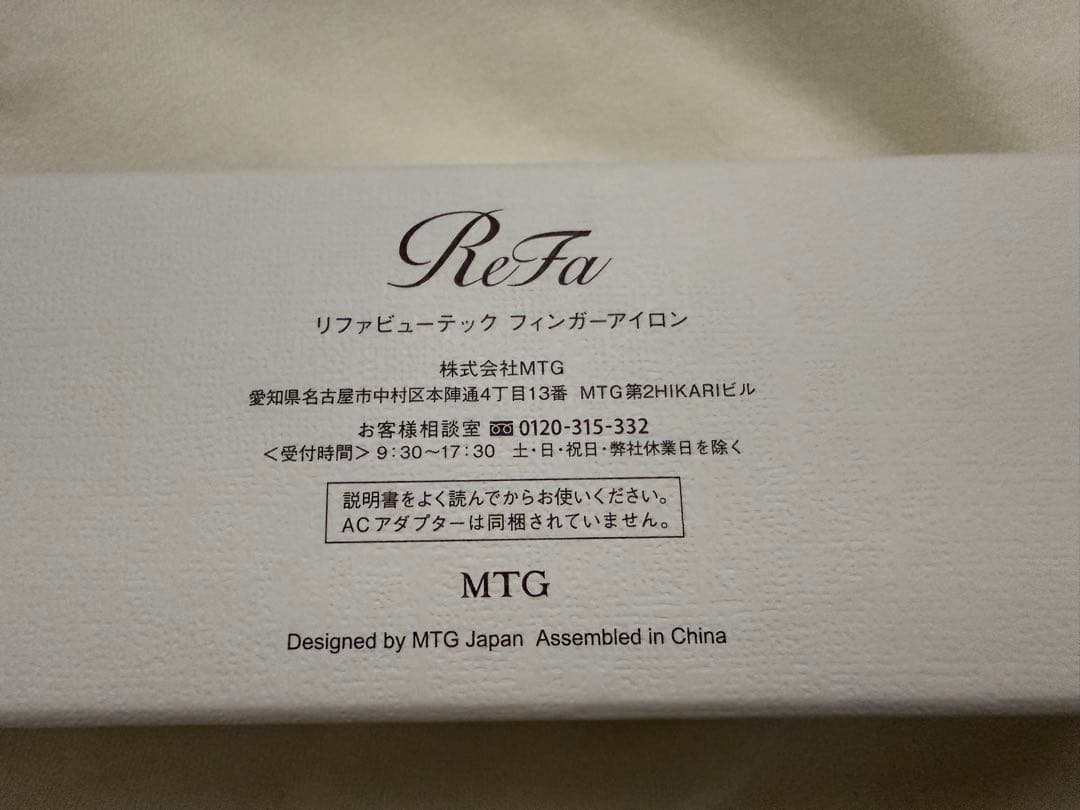 ReFa
リファビューテック フィンガーアイロン
株式会社MTG
愛知県名古屋市中村区本陣通4丁目13番 MTG第2HIKARIビル
お客様相談室 0120-315-332
＜受付時間＞9:30～17:30 土・日・祝日・弊社休業日を除く
説明書をよく読んでからお使いください。
ACアダプターは同梱されていません。
MTG
Designed by MTG Japan Assembled in China